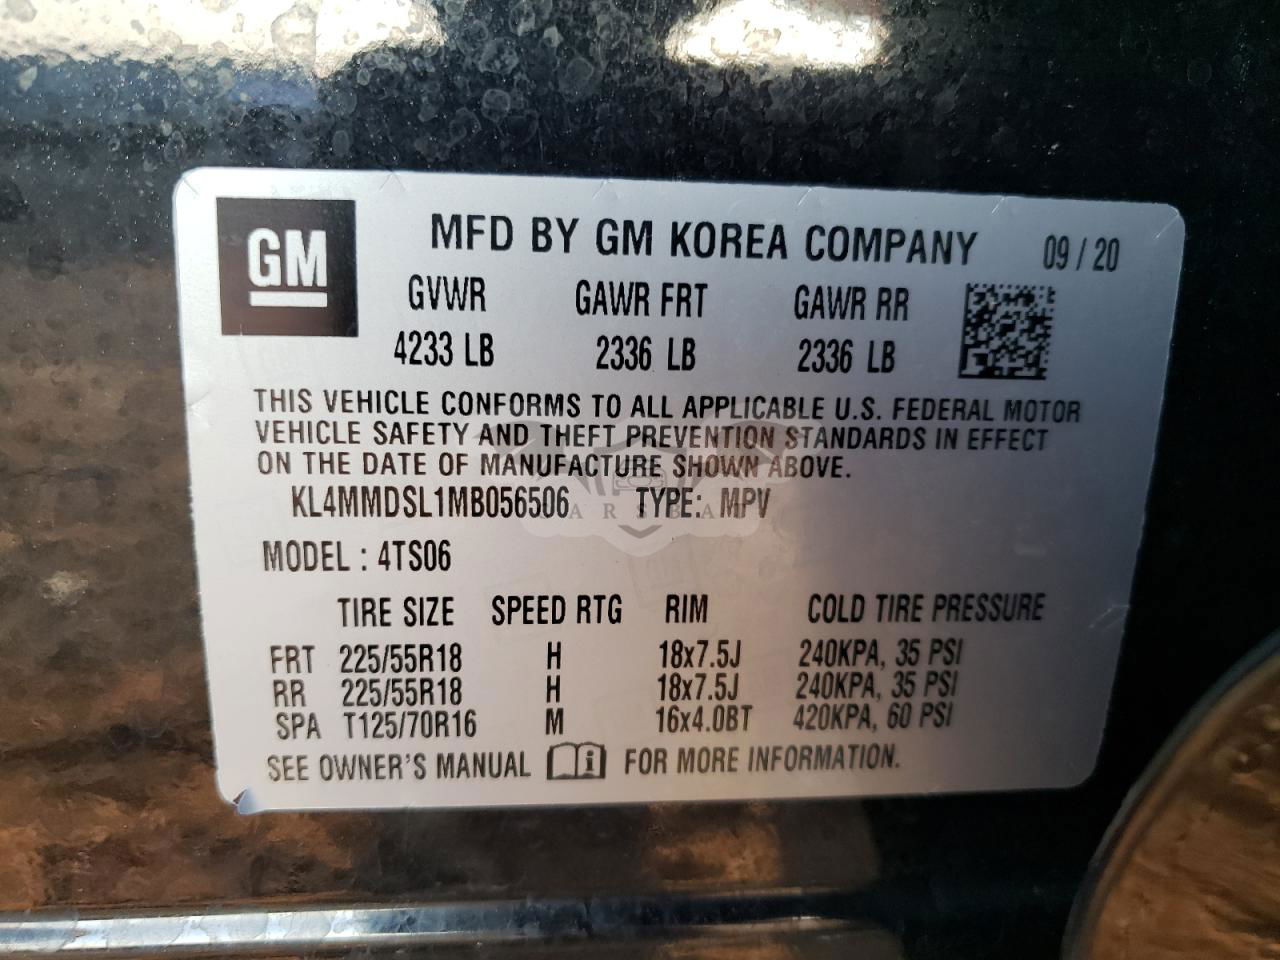 GM
MFD BY GM KOREA COMPANY 09 / 20
GVWR GAWR FRT GAWR RR
4233 LB 2336 LB 2336 LB
THIS VEHICLE CONFORMS TO ALL APPLICABLE U.S. FEDERAL MOTOR
VEHICLE SAFETY AND THEFT PREVENTION STANDARDS IN EFFECT
ON THE DATE OF MANUFACTURE SHOWN ABOVE.
KL4MMDSL1MB056506 TYPE: MPV
MODEL : 4TS06
TIRE SIZE SPEED RTG RIM COLD TIRE PRESSURE
FRT 225/55R18 H 18x7.5J 240KPA, 35 PSI
RR 225/55R18 H 18x7.5J 240KPA, 35 PSI
SPA T125/70R16 M 16x4.0BT 420KPA, 60 PSI
SEE OWNER'S MANUAL FOR MORE INFORMATION.